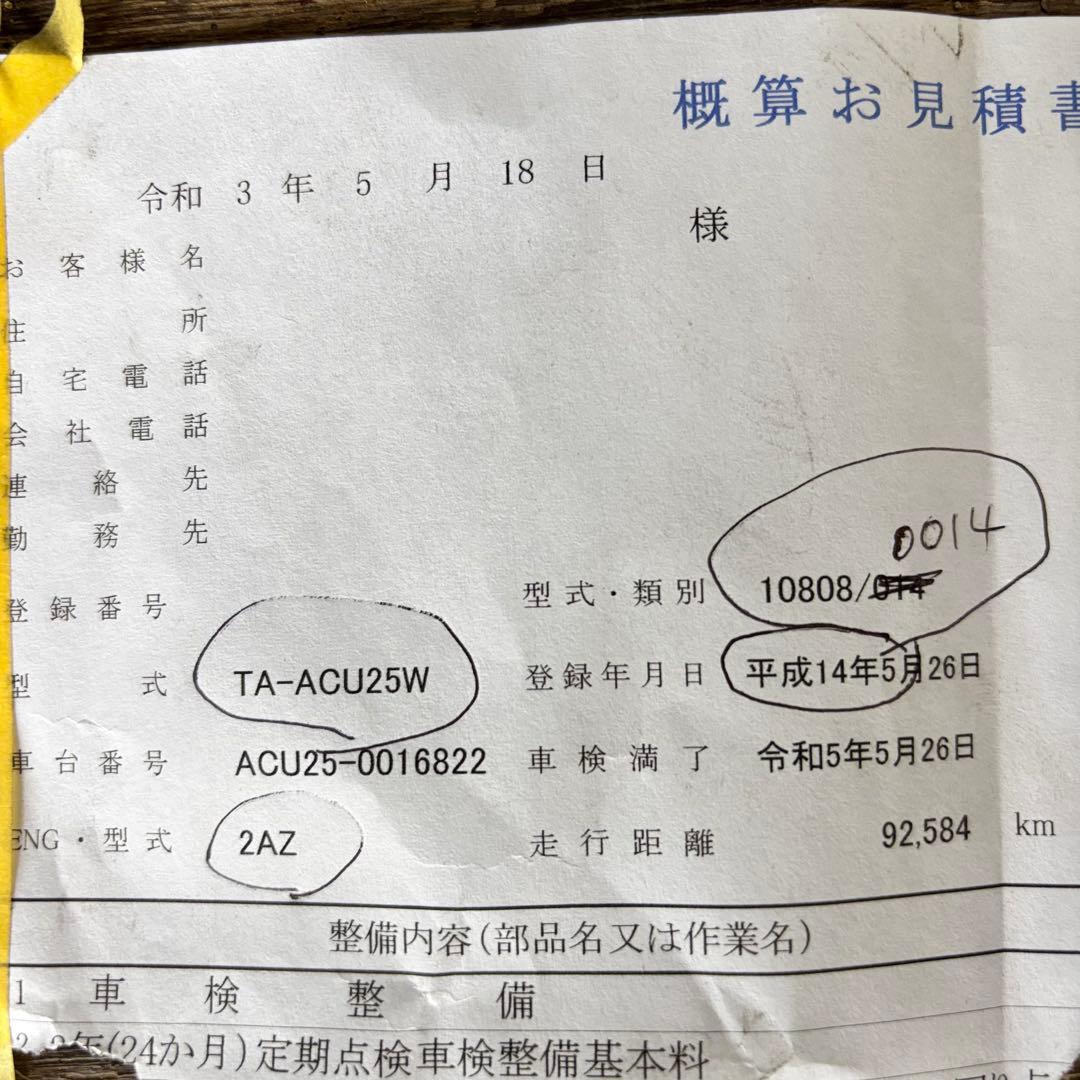 概算お見積書
令和 3 年 5 月 18 日
様
お客様名
住所
自宅電話
会社電話
連絡先
勤務先
0014
登録番号 型式・類別 10808/014
型式 TA-ACU25W 登録年月日 平成14年5月26日
車台番号 ACU25-0016822 車検満了 令和5年5月26日
ENG・型式 2AZ 走行距離 92,584 km
整備内容(部品名又は作業名)
1 車検整備
2年(24か月)定期点検車検整備基本料